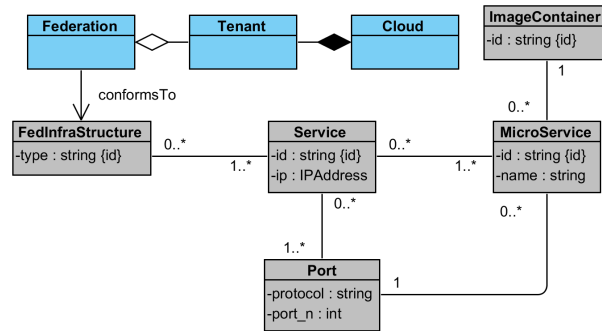 ImageContainer
-id : string {id}
Federation
Tenant
Cloud
1
conformsTo
0..*
FedInfraStructure
-type : string {id}
0..*
1..*
Service
-id : string {id}
-ip : IPAddress
0..*
1..*
MicroService
-id : string {id}
-name : string
0..*
0..*
1..*
Port
-protocol : string
-port_n : int
1